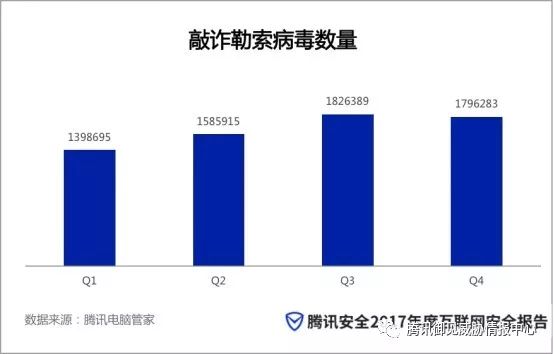 敲诈勒索病毒数量
1398695
1585915
1826389
1796283
Q1
Q2
Q3
Q4
数据来源：腾讯电脑管家
腾讯安全2017年度互联网安全报告
腾讯御见威胁情报中心